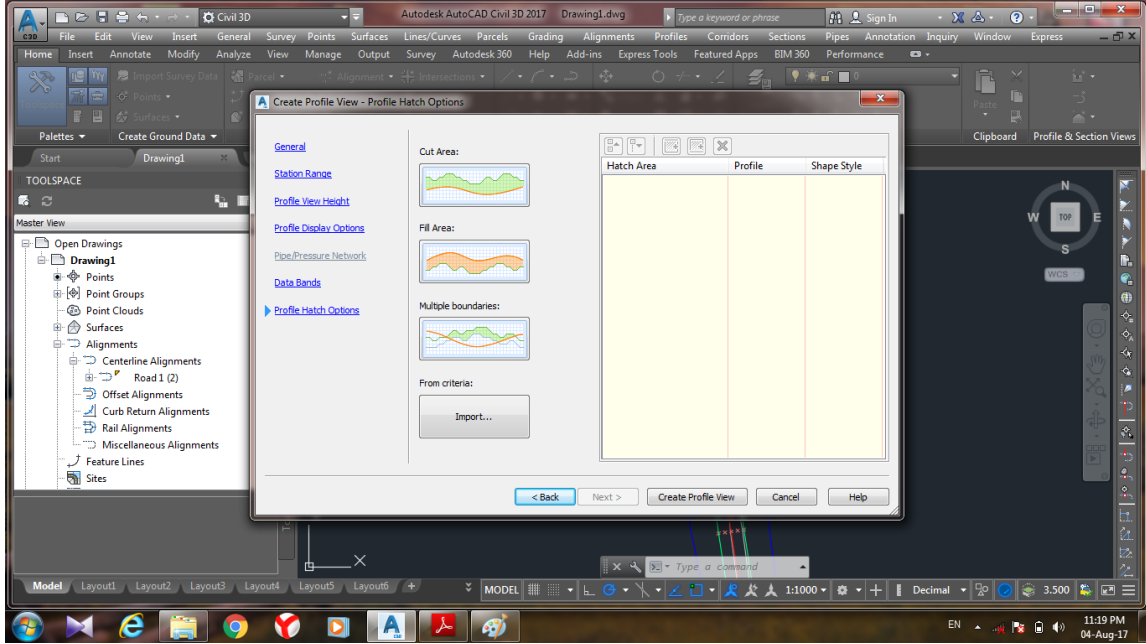 Civil 3D
Autodesk AutoCAD Civil 3D 2017 Drawing1.dwg
Type a keyword or phrase
Sign In
C3D
File Edit View Insert General Survey Points Surfaces Lines/Curves Parcels Grading Alignments Profiles Corridors Sections Pipes Annotation Inquiry Window Express
Home Insert Annotate Modify Analyze View Manage Output Survey Autodesk 360 Help Add-ins Express Tools Featured Apps BIM 360 Performance
Import Survey Data Parcel Alignment Intersections 0
Points
Surfaces
Paste
Palettes Create Ground Data Clipboard Profile & Section Views
Start Drawing1
Create Profile View - Profile Hatch Options
General
Station Range
Profile View Height
Profile Display Options
Pipe/Pressure Network
Data Bands
Profile Hatch Options
Cut Area:
Fill Area:
Multiple boundaries:
From criteria:
Import...
Hatch Area Profile Shape Style
< Back Next > Create Profile View Cancel Help
TOOLSPACE
Master View
Open Drawings
Drawing1
Points
Point Groups
Point Clouds
Surfaces
Alignments
Centerline Alignments
Road 1 (2)
Offset Alignments
Curb Return Alignments
Rail Alignments
Miscellaneous Alignments
Feature Lines
Sites
N
W TOP E
S
WCS
Type a command
Model Layout1 Layout2 Layout3 Layout4 Layout5 Layout6 +
MODEL 1:1000 Decimal 3.500
EN 11:19 PM
04-Aug-17